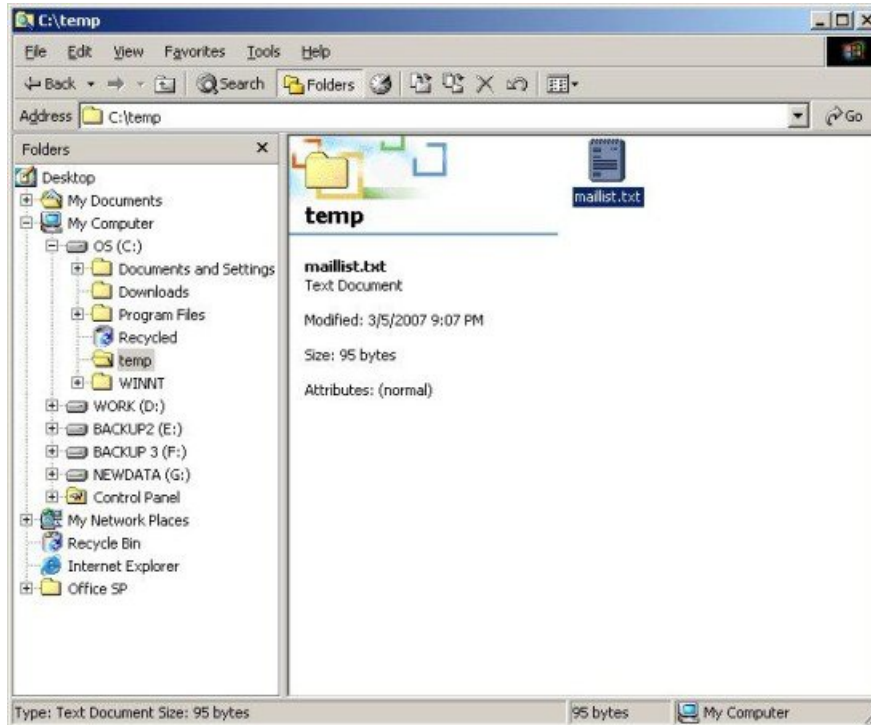 C:\temp
File Edit View Favorites Tools Help
Back Search Folders
Address C:\temp Go
Folders
Desktop
My Documents
My Computer
OS (C:)
Documents and Settings
Downloads
Program Files
Recycled
temp
WINNT
WORK (D:)
BACKUP2 (E:)
BACKUP 3 (F:)
NEWDATA (G:)
Control Panel
My Network Places
Recycle Bin
Internet Explorer
Office SP
temp
maillist.txt
Text Document
Modified: 3/5/2007 9:07 PM
Size: 95 bytes
Attributes: (normal)
maillist.txt
Type: Text Document Size: 95 bytes 95 bytes My Computer